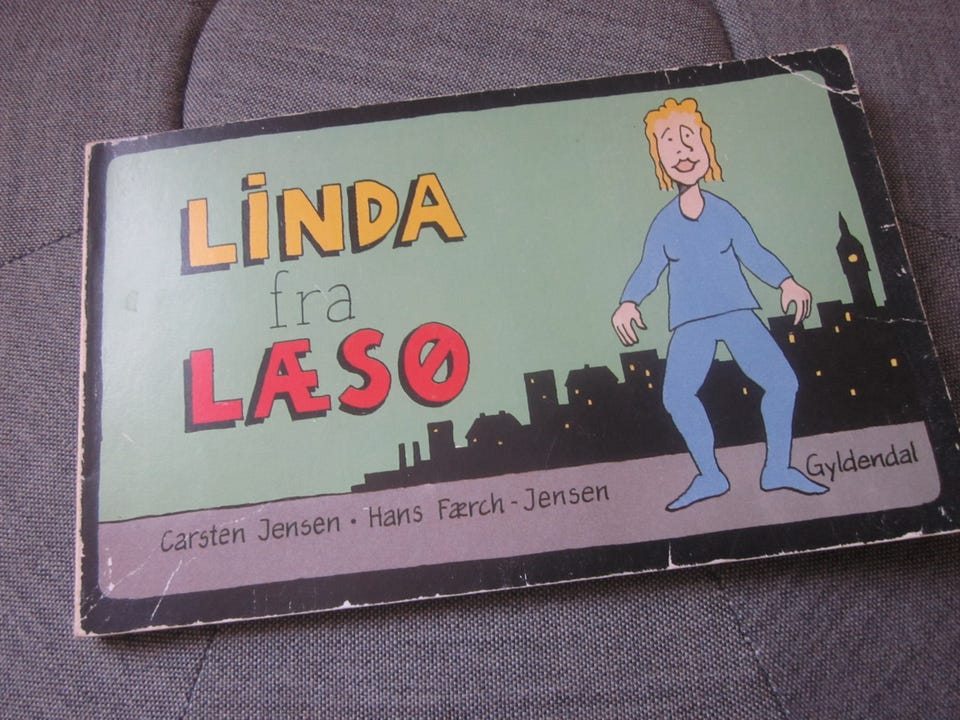 LINDA
fra
LÆSØ
Carsten Jensen · Hans Færch-Jensen
Gyldendal